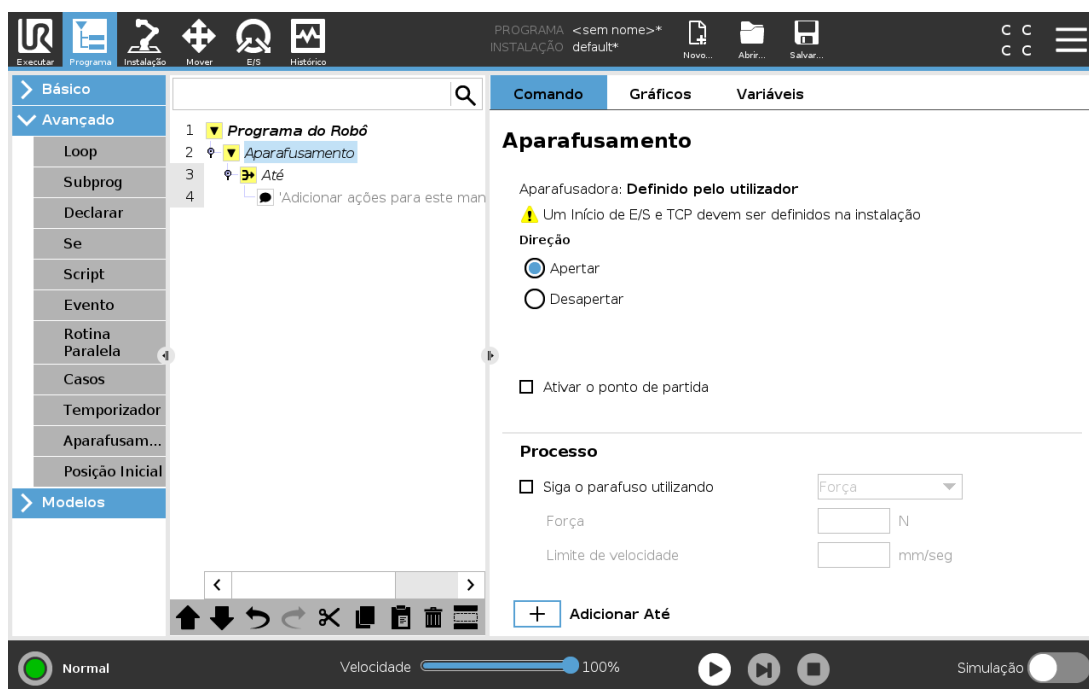 PROGRAMA <sem nome>*
INSTALAÇÃO default*
Executar Programa Instalação Mover E/S Histórico Novo... Abrir... Salvar...
C C
C C
Básico
Avançado
Loop
Subprog
Declarar
Se
Script
Evento
Rotina
Paralela
Casos
Temporizador
Aparafusam...
Posição Inicial
Modelos
1 Programa do Robô
2 Aparafusamento
3 Até
4 'Adicionar ações para este man
Comando Gráficos Variáveis
Aparafusamento
Aparafusadora: Definido pelo utilizador
Um Início de E/S e TCP devem ser definidos na instalação
Direção
Apertar
Desapertar
Ativar o ponto de partida
Processo
Siga o parafuso utilizando Força
Força N
Limite de velocidade mm/seg
Adicionar Até
Normal Velocidade 100% Simulação